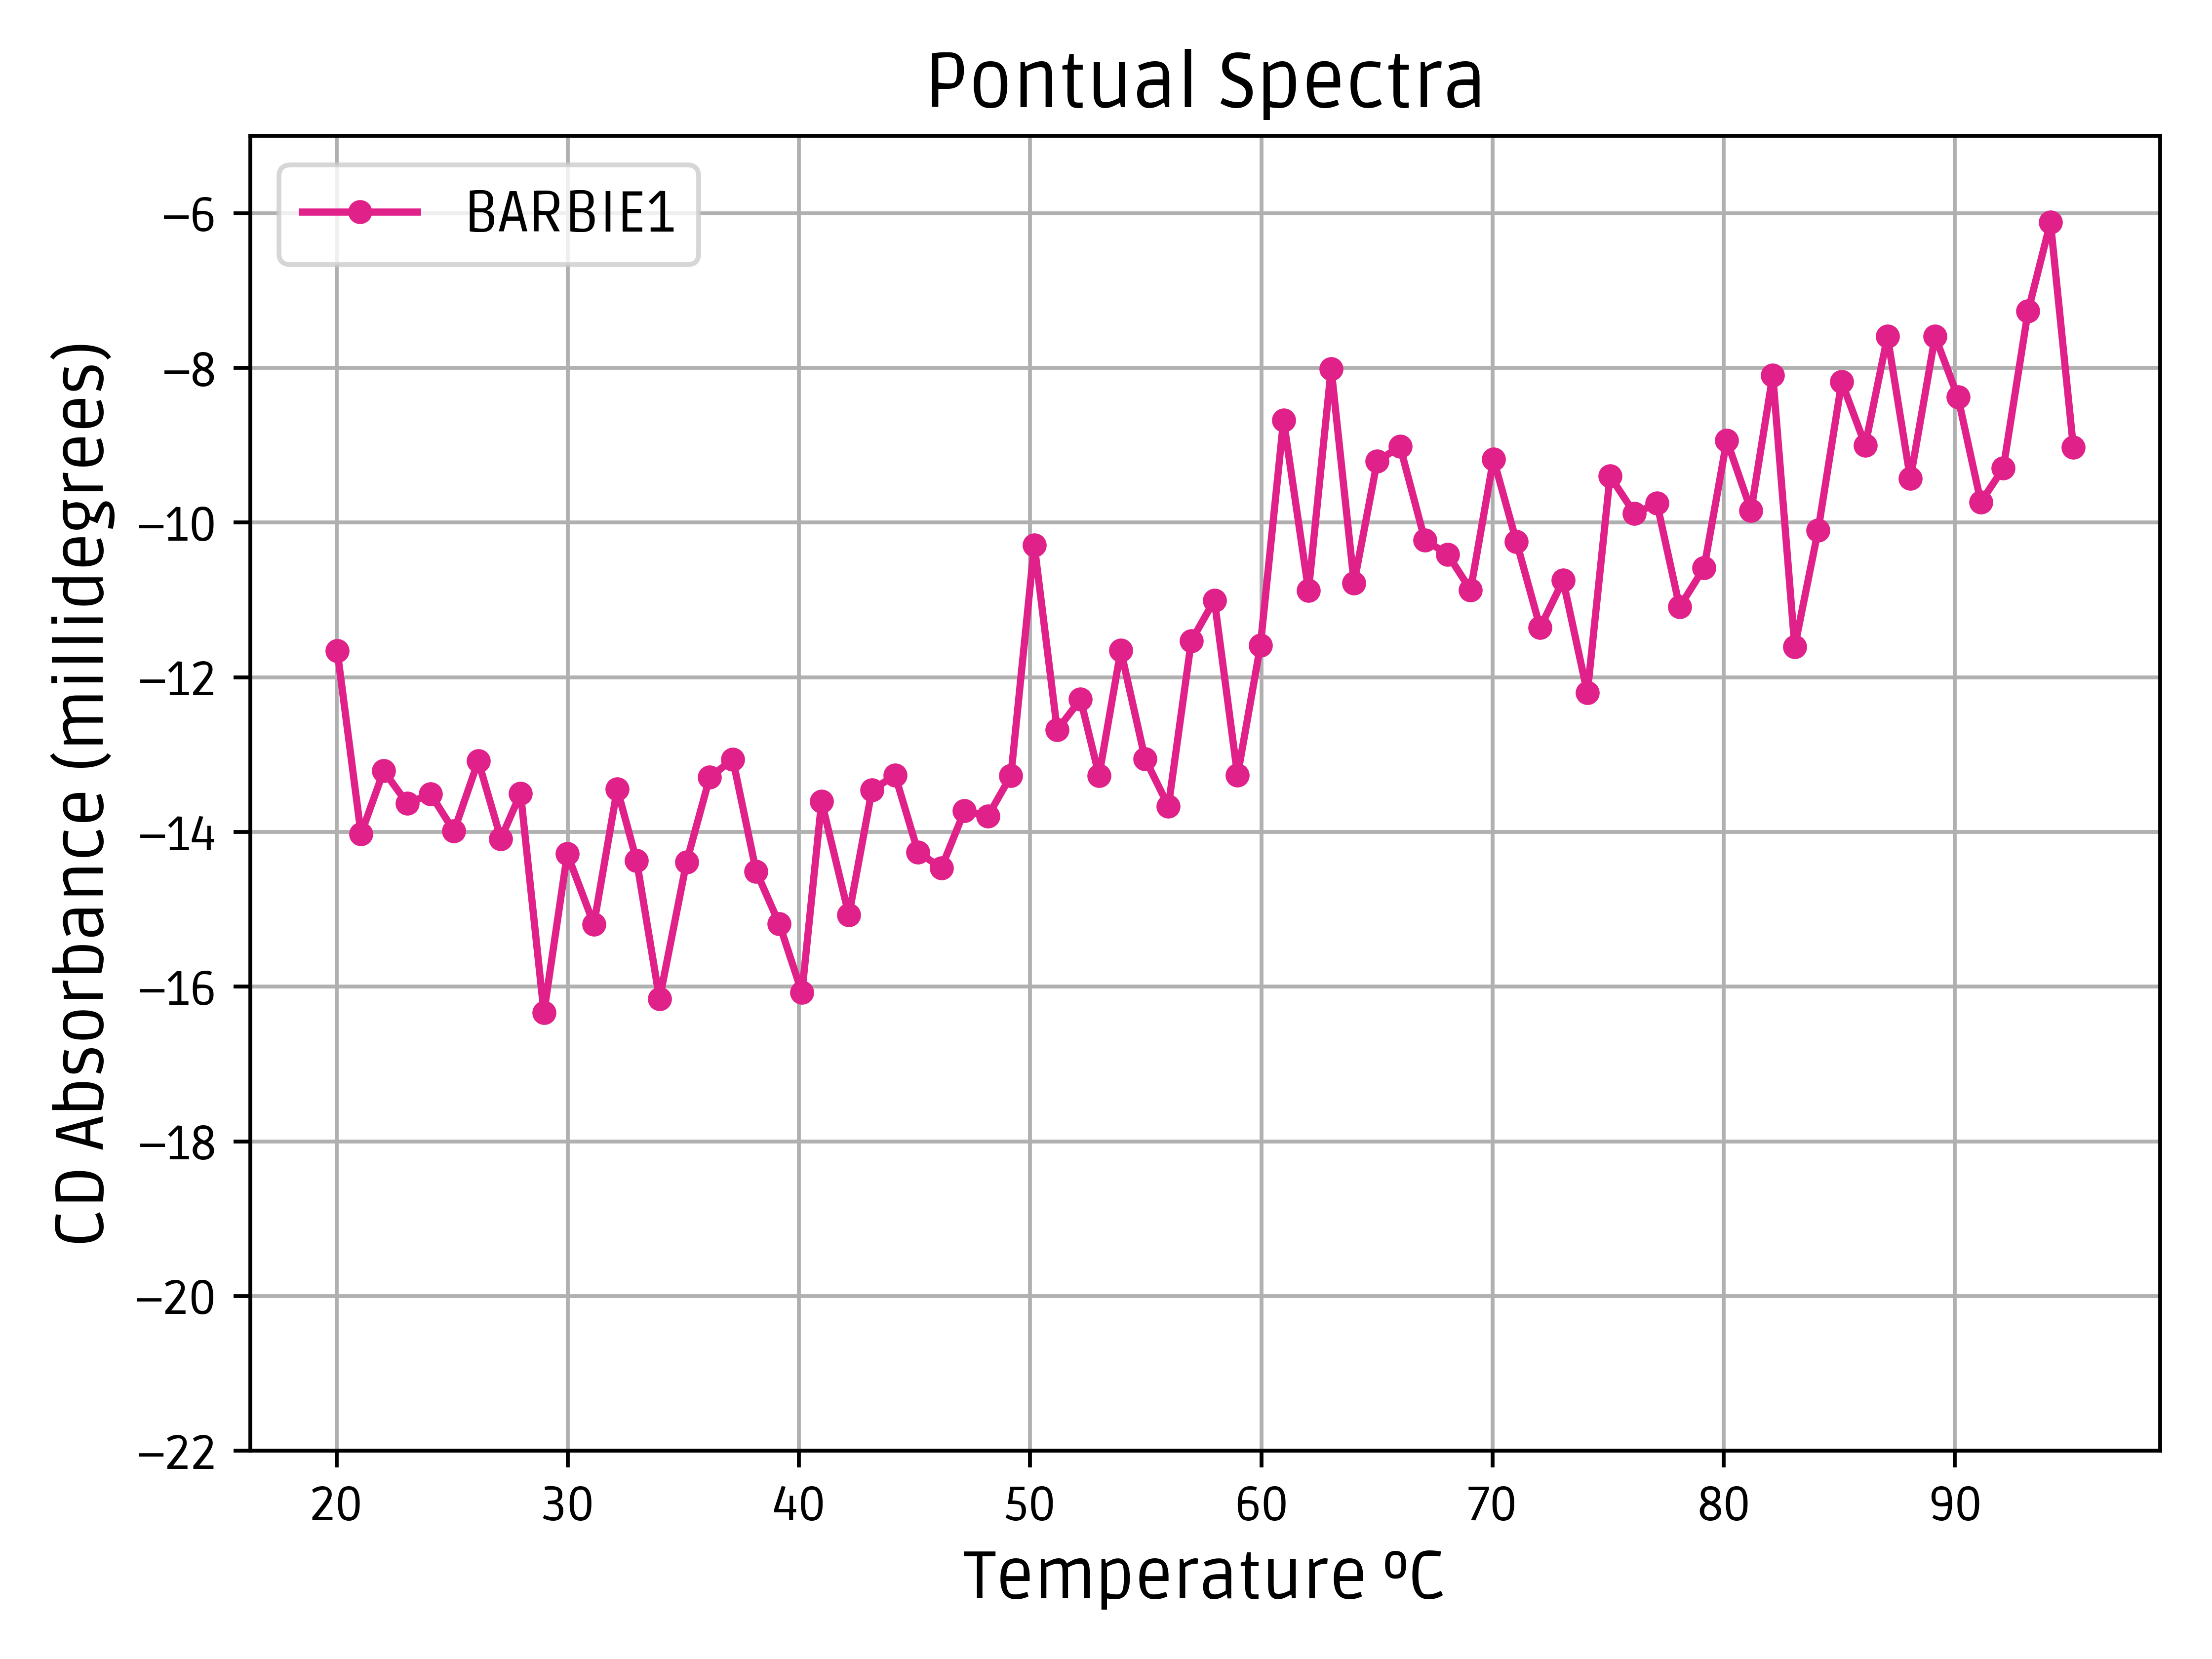 Pontual Spectra
BARBIE1
CD Absorbance (millidegrees)
−6
−8
−10
−12
−14
−16
−18
−20
−22
20 30 40 50 60 70 80 90
Temperature ºC